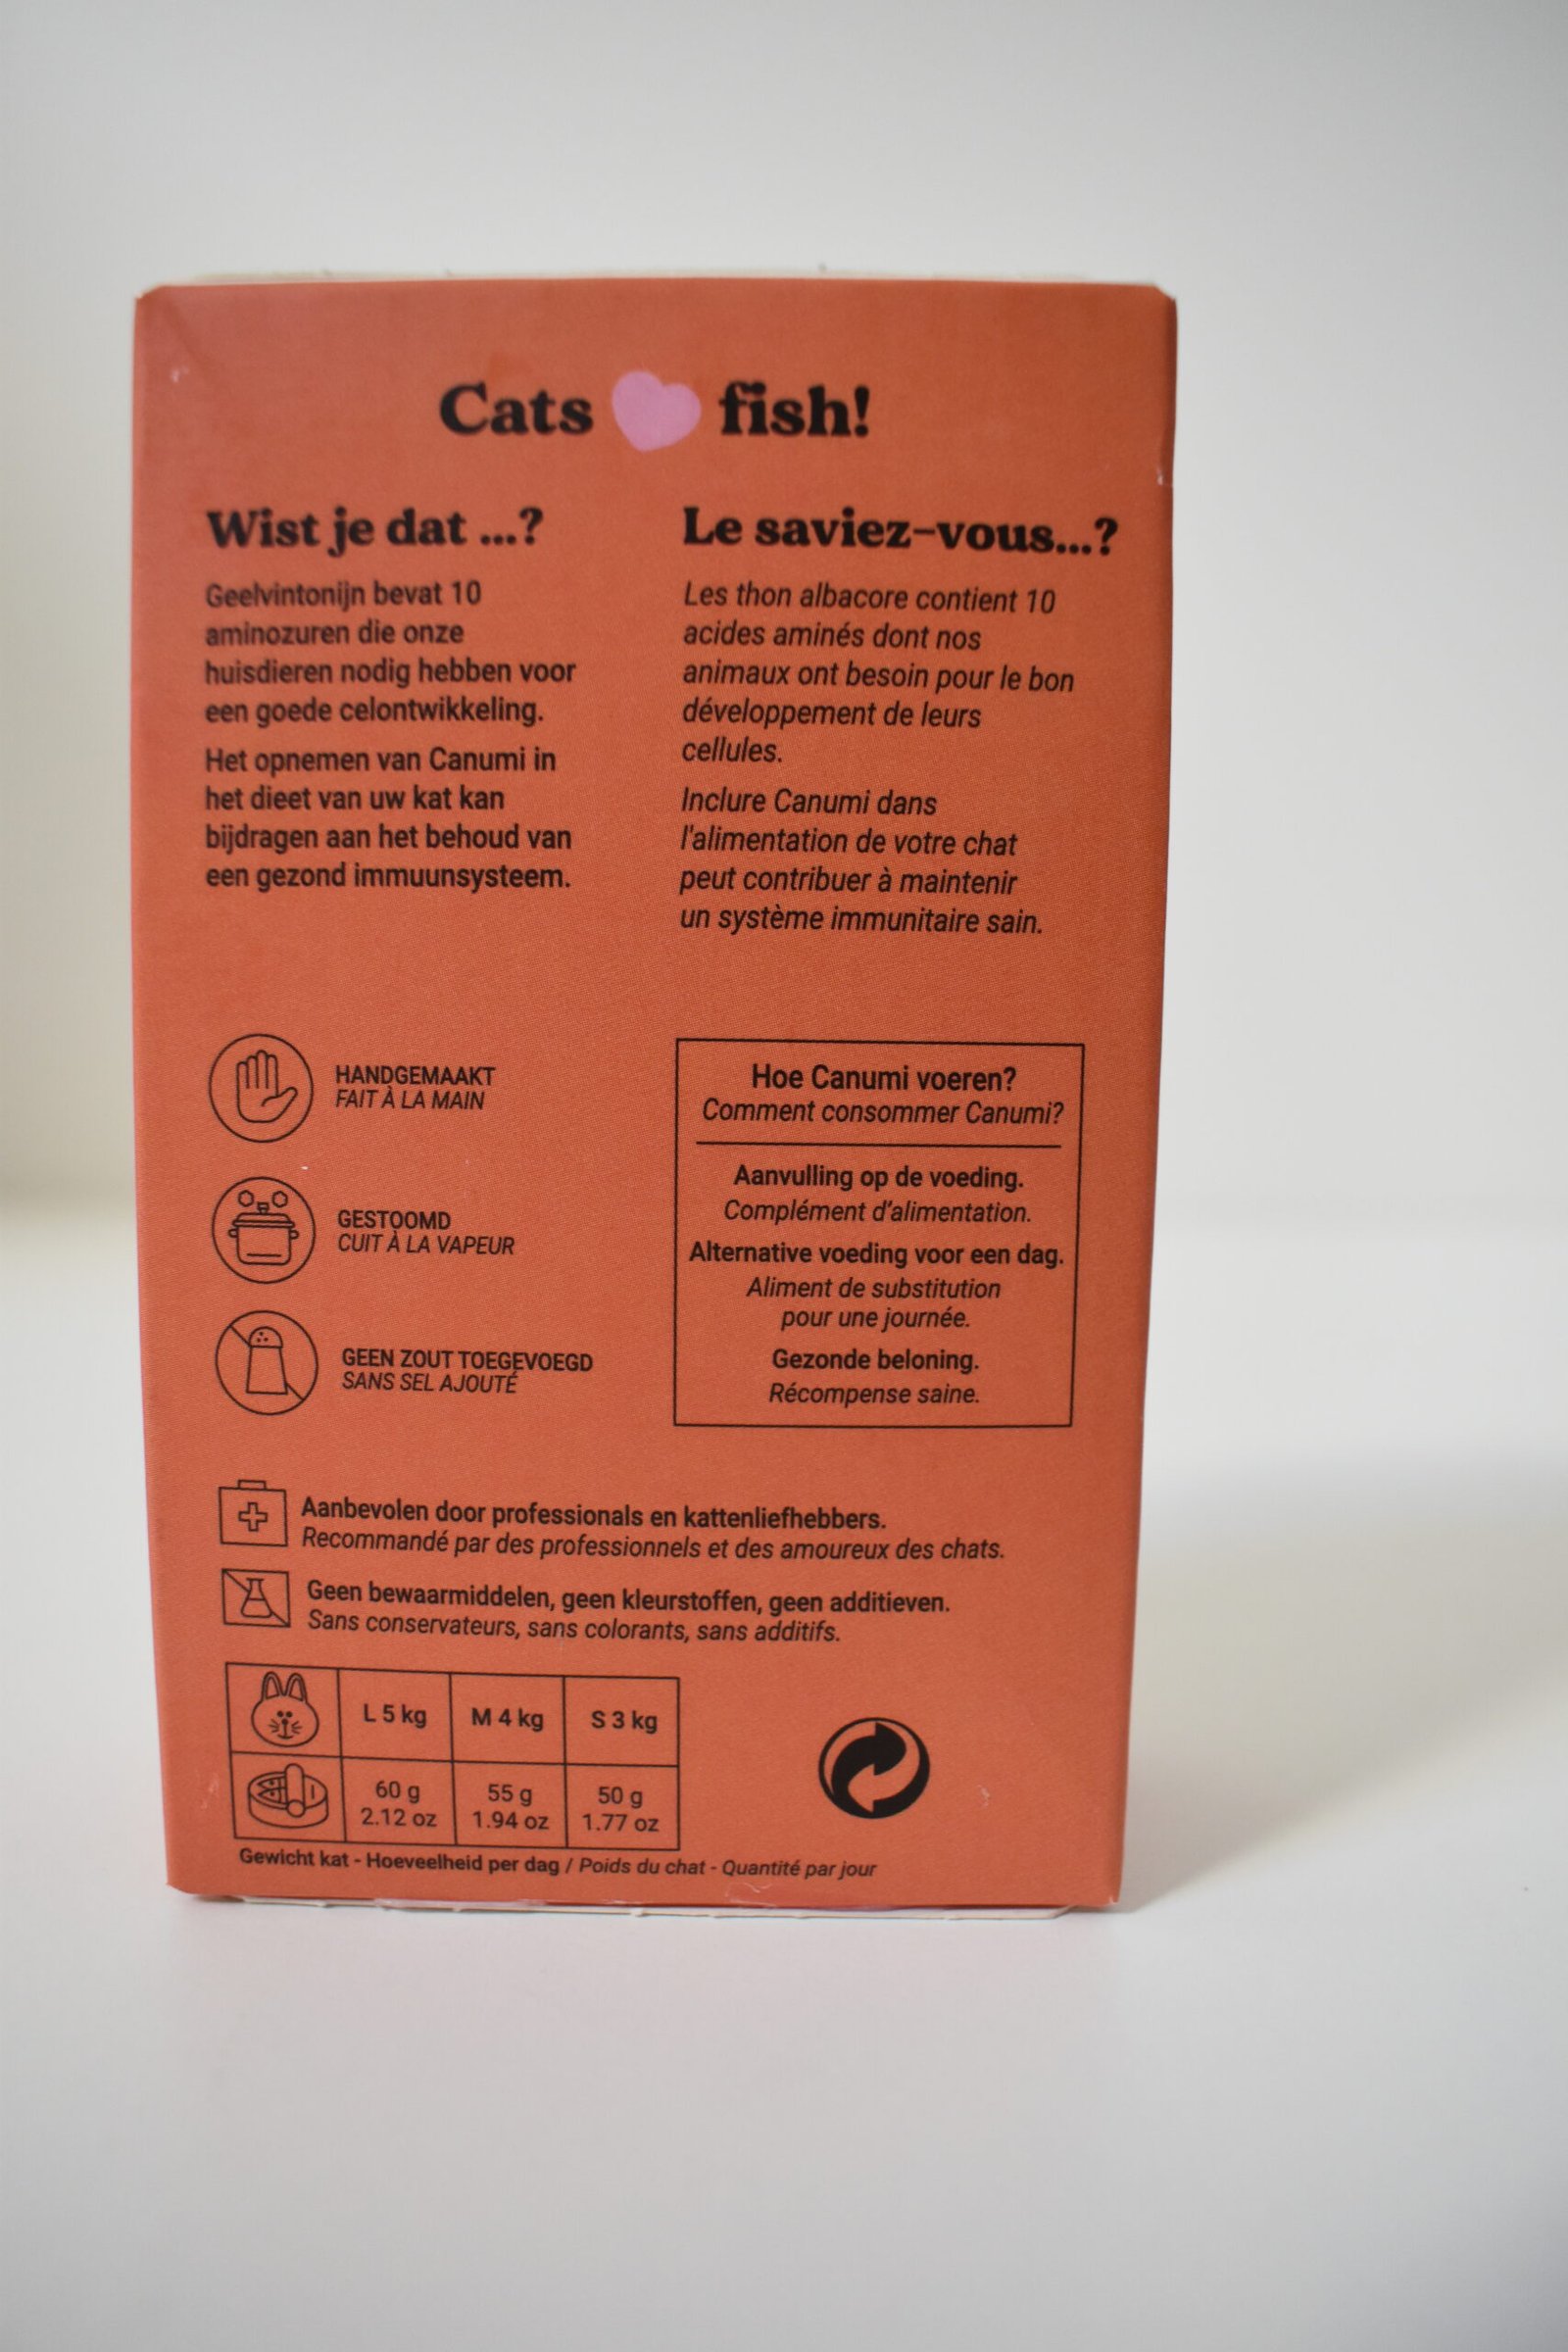 Cats fish!
Wist je dat ...?
Geelvintonijn bevat 10
aminozuren die onze
huisdieren nodig hebben voor
een goede celontwikkeling.
Het opnemen van Canumi in
het dieet van uw kat kan
bijdragen aan het behoud van
een gezond immuunsysteem.
Le saviez-vous...?
Les thon albacore contient 10
acides aminés dont nos
animaux ont besoin pour le bon
développement de leurs
cellules.
Inclure Canumi dans
l'alimentation de votre chat
peut contribuer à maintenir
un système immunitaire sain.
HANDGEMAAKT
FAIT À LA MAIN
GESTOOMD
CUIT À LA VAPEUR
GEEN ZOUT TOEGEVOEGD
SANS SEL AJOUTÉ
Hoe Canumi voeren?
Comment consommer Canumi?
Aanvulling op de voeding.
Complément d'alimentation.
Alternative voeding voor een dag.
Aliment de substitution
pour une journée.
Gezonde beloning.
Récompense saine.
Aanbevolen door professionals en kattenliefhebbers.
Recommandé par des professionnels et des amoureux des chats.
Geen bewaarmiddelen, geen kleurstoffen, geen additieven.
Sans conservateurs, sans colorants, sans additifs.
L 5 kg M 4 kg S 3 kg
60 g 55 g 50 g
2.12 oz 1.94 oz 1.77 oz
Gewicht kat - Hoeveelheid per dag / Poids du chat - Quantité par jour